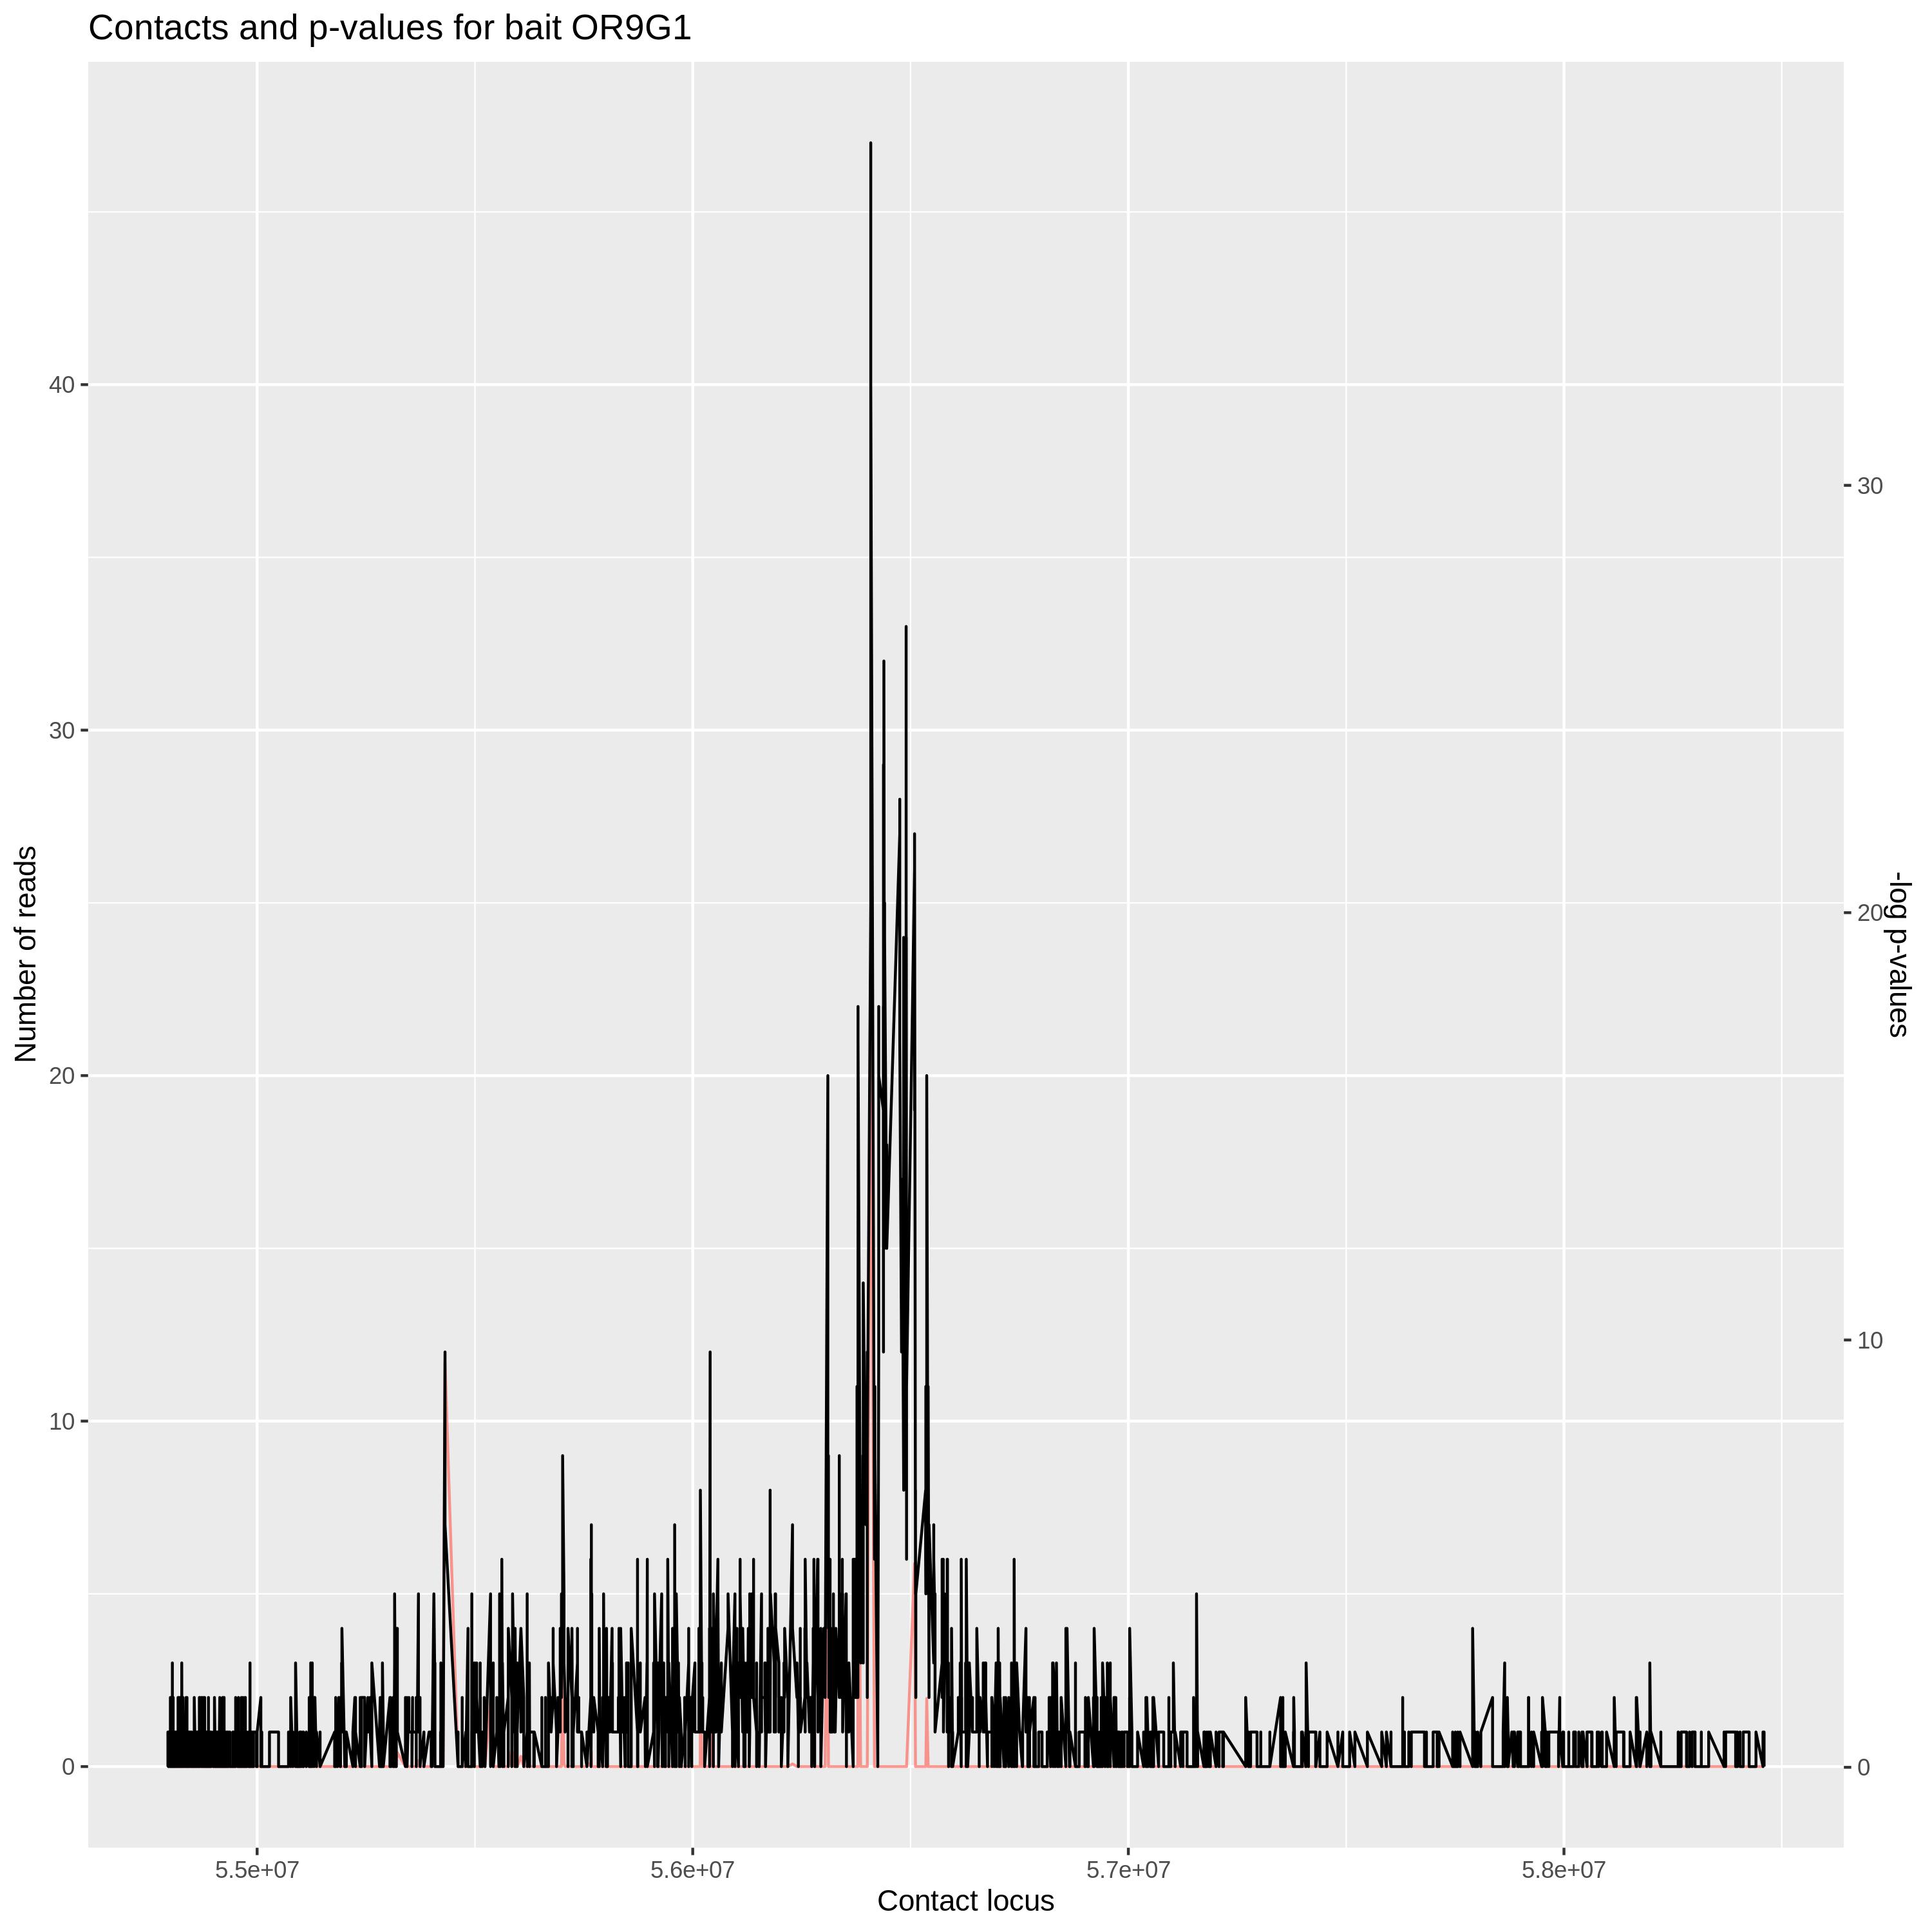 Contacts and p-values for bait OR9G1
40
30
20
10
0
Number of reads
30
20
10
0
-log p-values
5.5e+07
5.6e+07
5.7e+07
5.8e+07
Contact locus